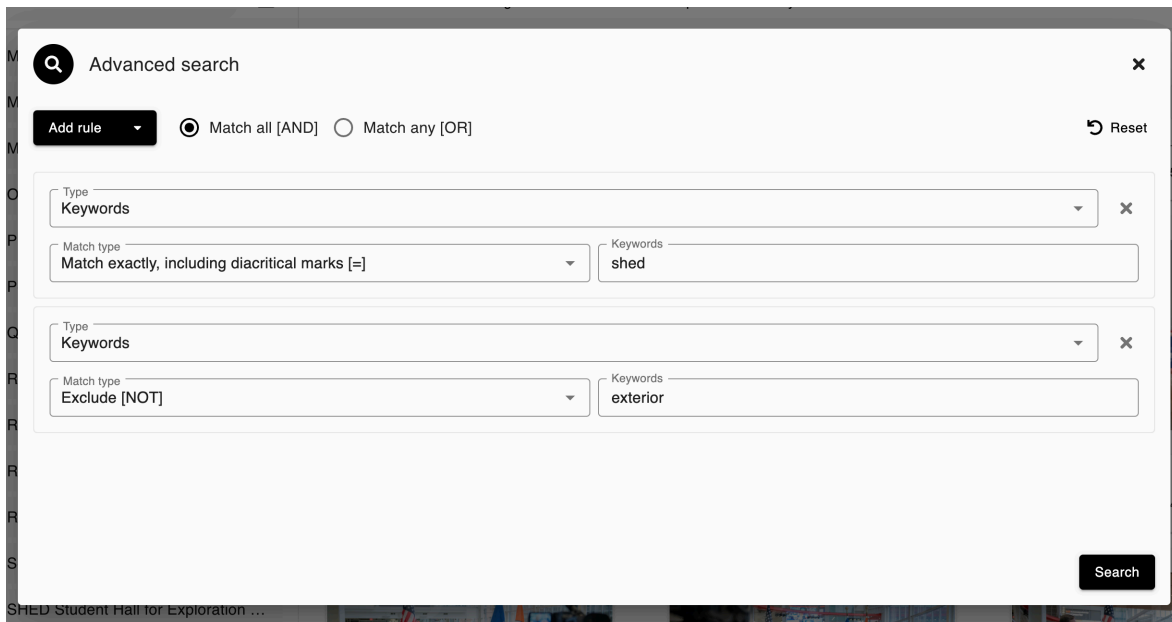 Advanced search
Add rule
Match all [AND]
Match any [OR]
Reset
Type
Keywords
Match type
Match exactly, including diacritical marks [=]
Keywords
shed
Type
Keywords
Match type
Exclude [NOT]
Keywords
exterior
Search
SHED Student Hall for Exploration ...